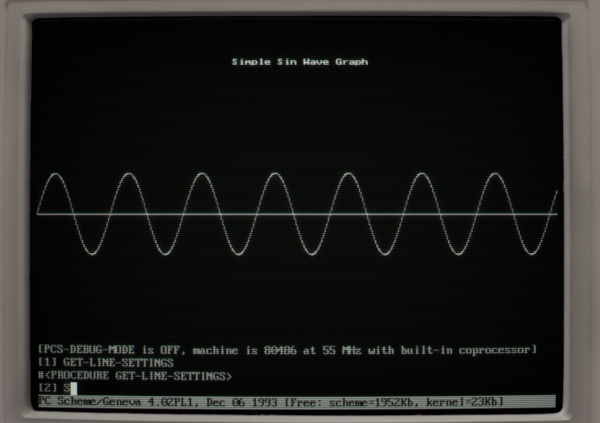 Simple Sin Wave Graph
[PCS-DEBUG-MODE is OFF, machine is 80486 at 55 MHz with built-in coprocessor]
[1] GET-LINE-SETTINGS
#<PROCEDURE GET-LINE-SETTINGS>
[2] S
PC Scheme/Geneva 4.02PL1, Dec 06 1993 [Free: scheme=1952Kb, kernel=23Kb]